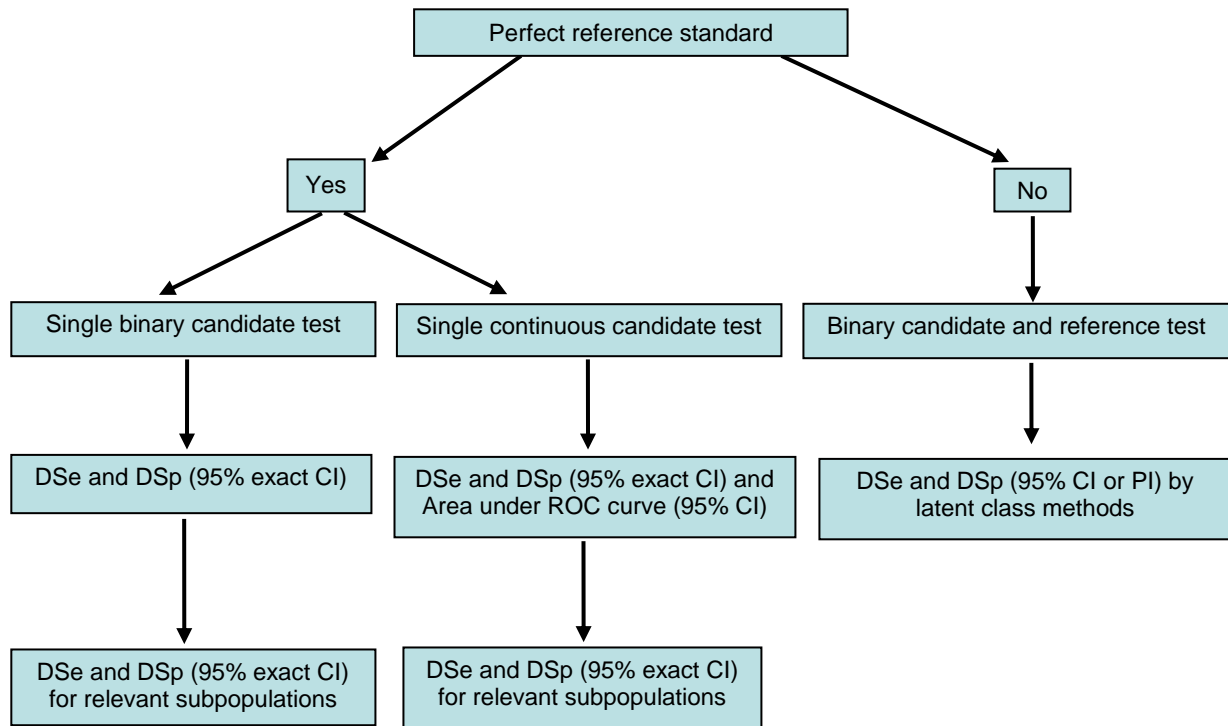 Perfect reference standard
Yes
No
Single binary candidate test
Single continuous candidate test
Binary candidate and reference test
DSe and DSp (95% exact CI)
DSe and DSp (95% exact CI) and
Area under ROC curve (95% CI)
DSe and DSp (95% CI or PI) by
latent class methods
DSe and DSp (95% exact CI)
for relevant subpopulations
DSe and DSp (95% exact CI)
for relevant subpopulations